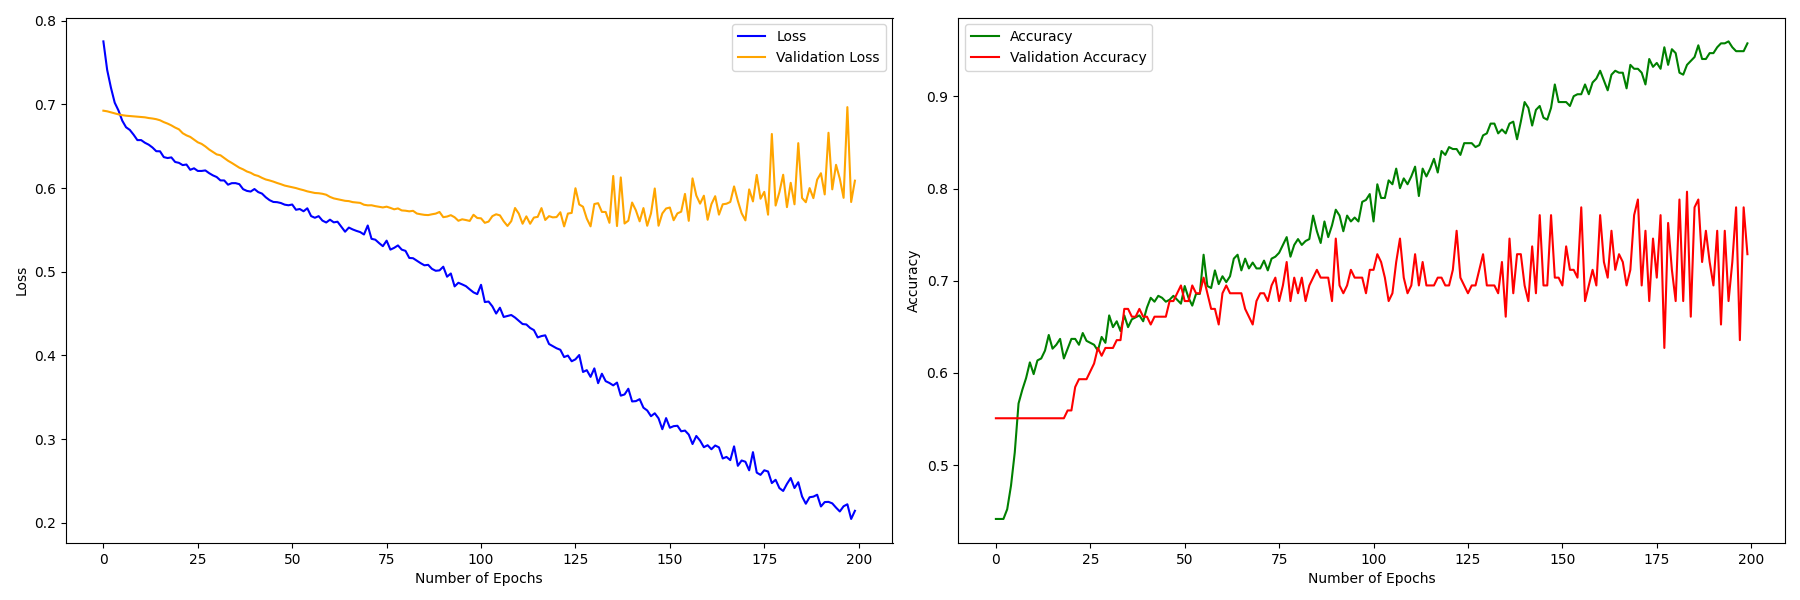 0.8
0.7
0.6
0.5
0.4
0.3
0.2
Loss
Loss
Validation Loss
0 25 50 75 100 125 150 175 200
Number of Epochs
0.9
0.8
0.7
0.6
0.5
Accuracy
Accuracy
Validation Accuracy
0 25 50 75 100 125 150 175 200
Number of Epochs